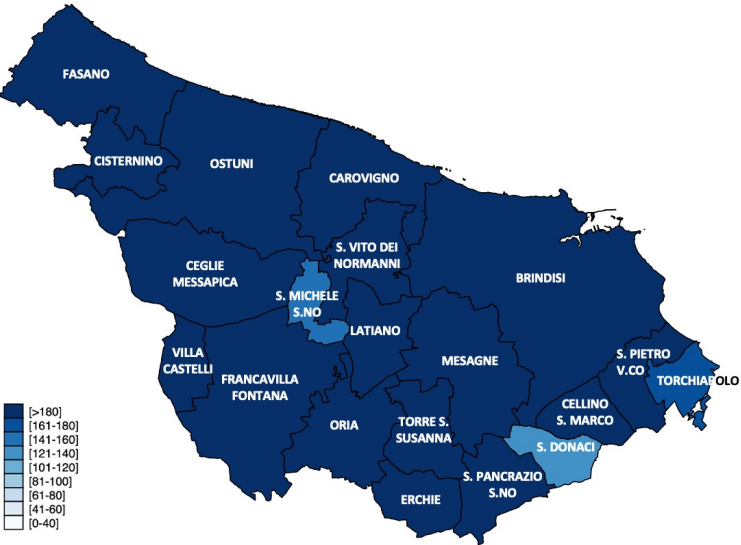 FASANO
CISTERNINO
OSTUNI
CAROVIGNO
S. VITO DEI
NORMANNI
CEGLIE
MESSAPICA
BRINDISI
S. MICHELE
S.NO
LATIANO
VILLA
CASTELLI
MESAGNE
S. PIETRO
V.CO
TORCHIAROLO
FRANCAVILLA
FONTANA
CELLINO
S. MARCO
ORIA
TORRE S.
SUSANNA
S. DONACI
S. PANCRAZIO
S.NO
ERCHIE
[>180]
[161-180]
[141-160]
[121-140]
[101-120]
[81-100]
[61-80]
[41-60]
[0-40]